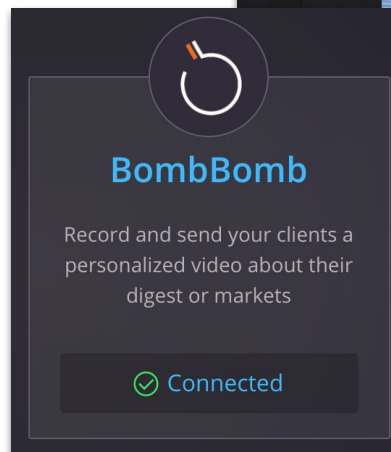 BombBomb
Record and send your clients a
personalized video about their
digest or markets
Connected